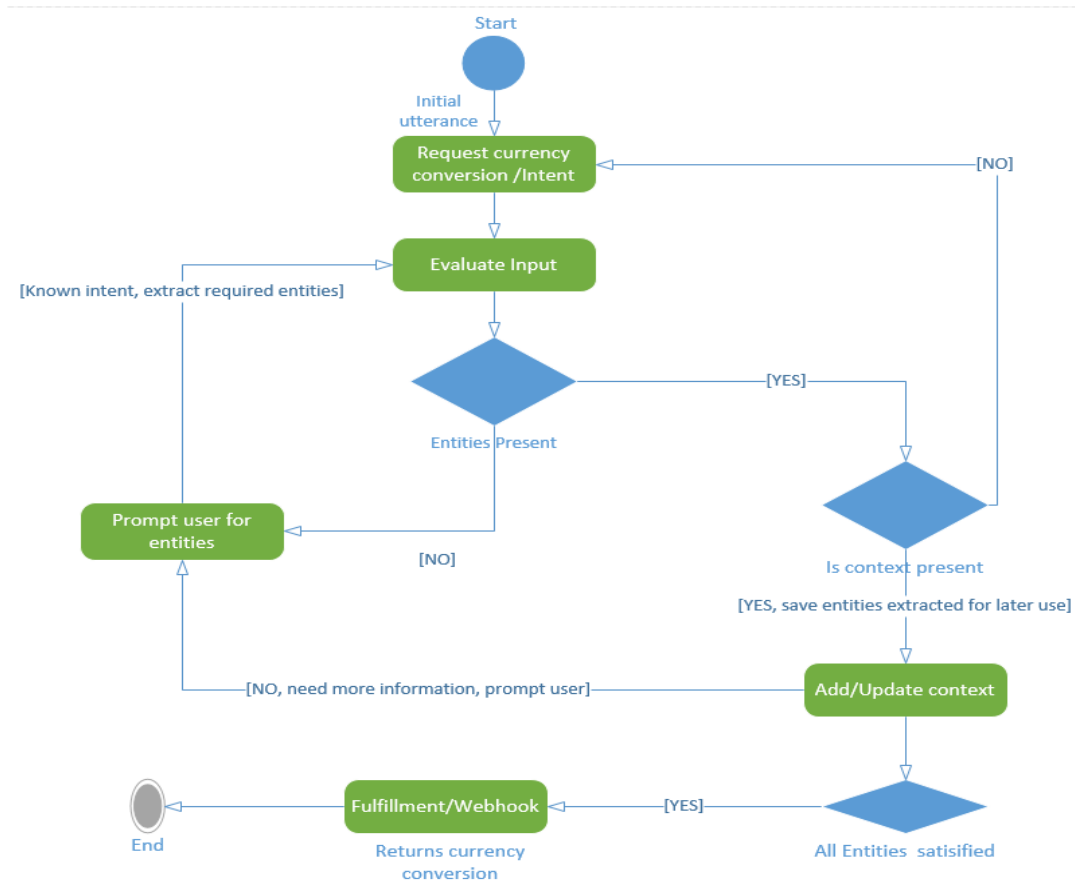 Start
Initial
utterance
Request currency
conversion /Intent
[NO]
Evaluate Input
[Known intent, extract required entities]
[YES]
Entities Present
Prompt user for
entities
[NO]
Is context present
[YES, save entities extracted for later use]
[NO, need more information, prompt user]
Add/Update context
Fulfillment/Webhook
[YES]
End
Returns currency
conversion
All Entities satisified